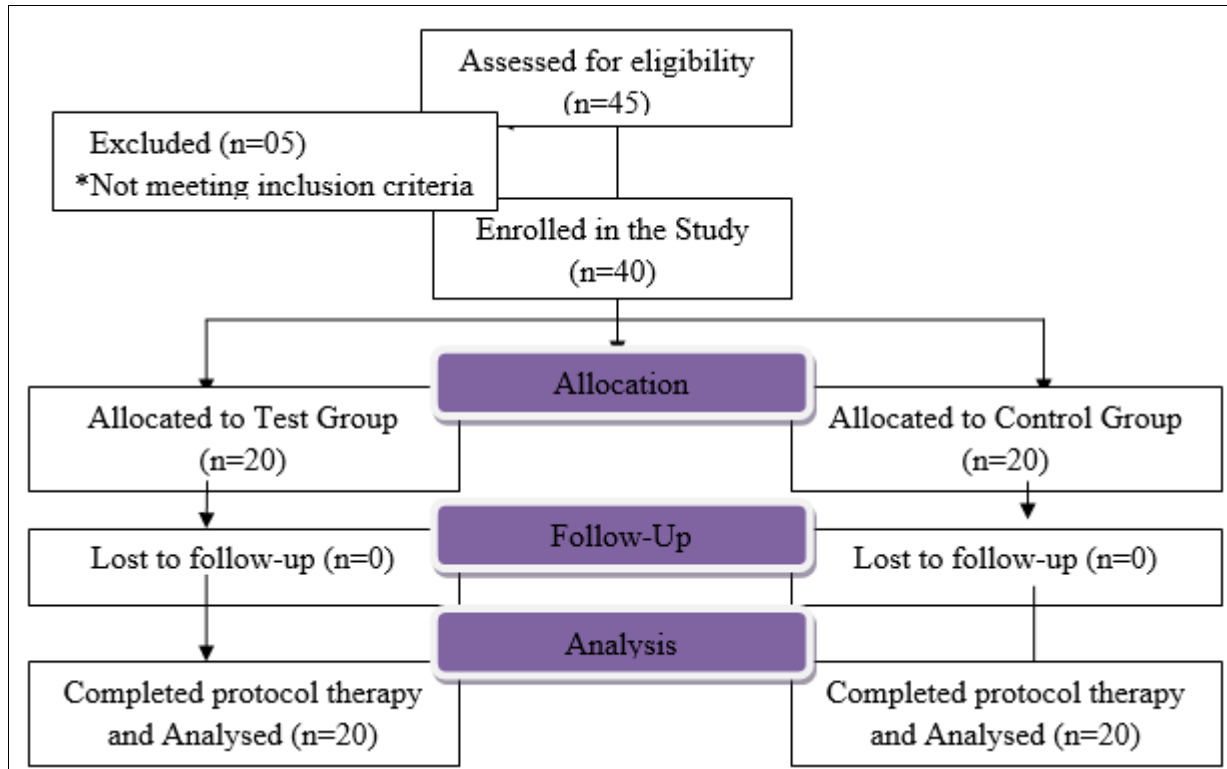 Assessed for eligibility
(n=45)
Excluded (n=05)
*Not meeting inclusion criteria
Enrolled in the Study
(n=40)
Allocation
Allocated to Test Group
(n=20)
Allocated to Control Group
(n=20)
Follow-Up
Lost to follow-up (n=0)
Lost to follow-up (n=0)
Analysis
Completed protocol therapy
and Analysed (n=20)
Completed protocol therapy
and Analysed (n=20)